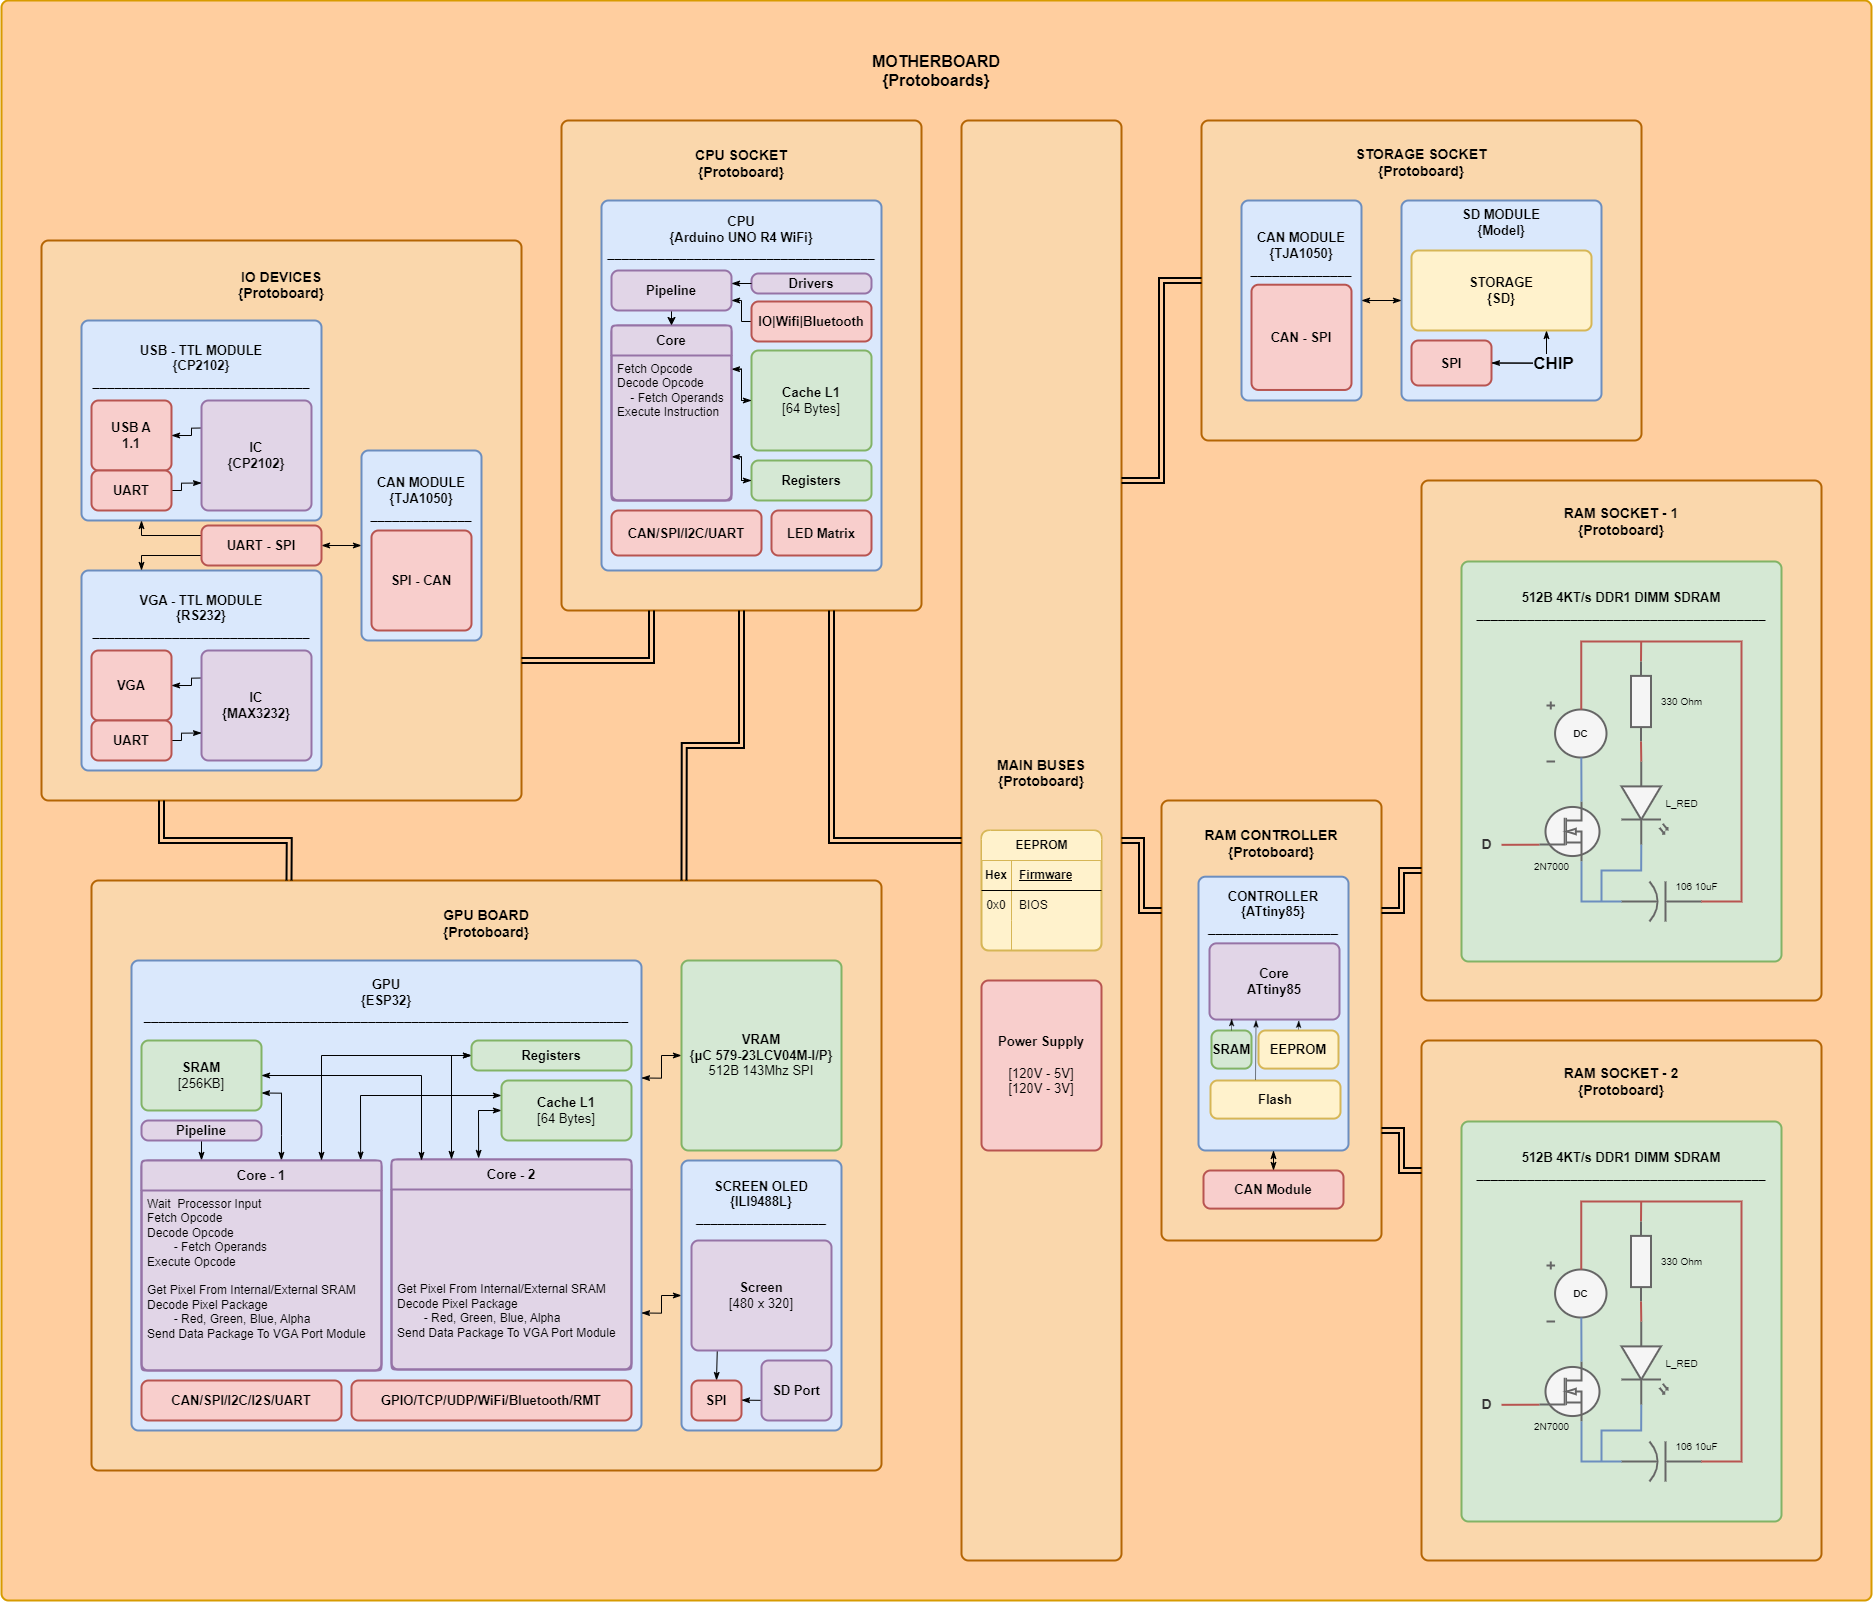 MOTHERBOARD
{Protoboards}
CPU SOCKET
{Protoboard}
CPU
{Arduino UNO R4 WiFi}
Pipeline
Drivers
IO|Wifi|Bluetooth
Core
Fetch Opcode
Decode Opcode
- Fetch Operands
Execute Instruction
Cache L1
[64 Bytes]
Registers
CAN/SPI/I2C/UART
LED Matrix
STORAGE SOCKET
{Protoboard}
CAN MODULE
{TJA1050}
CAN - SPI
SD MODULE
{Model}
STORAGE
{SD}
SPI
CHIP
IO DEVICES
{Protoboard}
USB - TTL MODULE
{CP2102}
USB A
1.1
UART
IC
{CP2102}
UART - SPI
CAN MODULE
{TJA1050}
SPI - CAN
VGA - TTL MODULE
{RS232}
VGA
UART
IC
{MAX3232}
MAIN BUSES
{Protoboard}
EEPROM
Hex
Firmware
0x0
BIOS
Power Supply
[120V - 5V]
[120V - 3V]
RAM SOCKET - 1
{Protoboard}
512B 4KT/s DDR1 DIMM SDRAM
330 Ohm
+
DC
−
L_RED
D
2N7000
106 10uF
RAM CONTROLLER
{Protoboard}
CONTROLLER
{ATtiny85}
Core
ATtiny85
SRAM
EEPROM
Flash
CAN Module
RAM SOCKET - 2
{Protoboard}
512B 4KT/s DDR1 DIMM SDRAM
330 Ohm
+
DC
−
L_RED
D
2N7000
106 10uF
GPU BOARD
{Protoboard}
GPU
{ESP32}
SRAM
[256KB]
Pipeline
Registers
Cache L1
[64 Bytes]
Core - 1
Wait  Processor Input
Fetch Opcode
Decode Opcode
- Fetch Operands
Execute Opcode
Get Pixel From Internal/External SRAM
Decode Pixel Package
- Red, Green, Blue, Alpha
Send Data Package To VGA Port Module
Core - 2
Get Pixel From Internal/External SRAM
Decode Pixel Package
- Red, Green, Blue, Alpha
Send Data Package To VGA Port Module
CAN/SPI/I2C/I2S/UART
GPIO/TCP/UDP/WiFi/Bluetooth/RMT
VRAM
{µC 579-23LCV04M-I/P}
512B 143Mhz SPI
SCREEN OLED
{ILI9488L}
Screen
[480 x 320]
SPI
SD Port